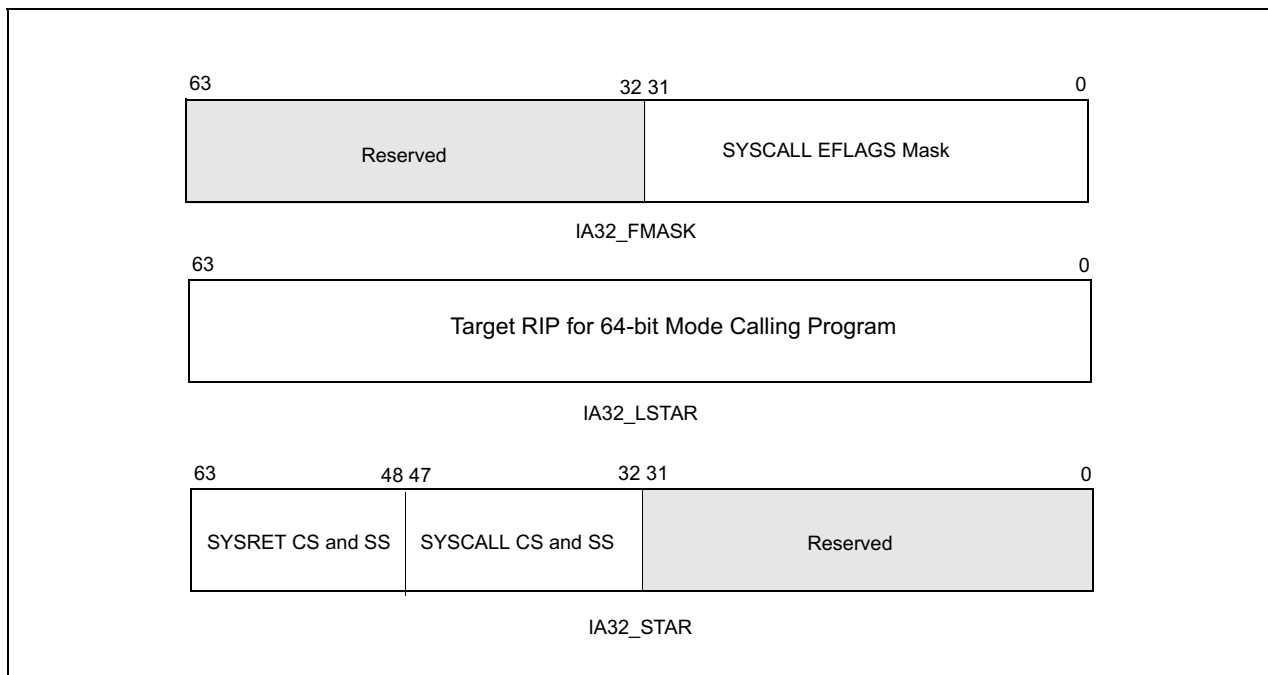 63 32 31 0
Reserved SYSCALL EFLAGS Mask
IA32_FMASK
63 0
Target RIP for 64-bit Mode Calling Program
IA32_LSTAR
63 48 47 32 31 0
SYSRET CS and SS SYSCALL CS and SS Reserved
IA32_STAR